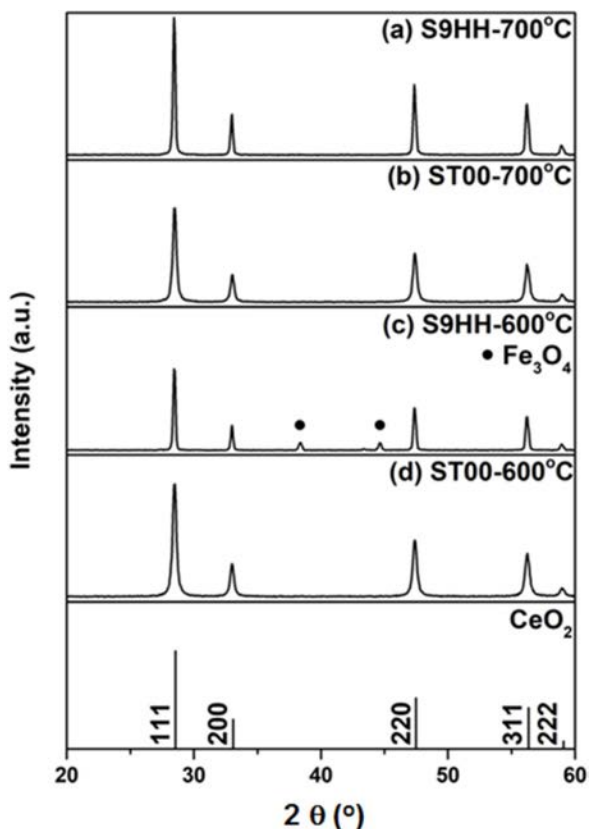 (a) S9HH-700°C
(b) ST00-700°C
(c) S9HH-600°C
● Fe₃O₄
● ●
(d) ST00-600°C
CeO₂
111 200 220 311 222
20 30 40 50 60
2 θ (°)
Intensity (a.u.)